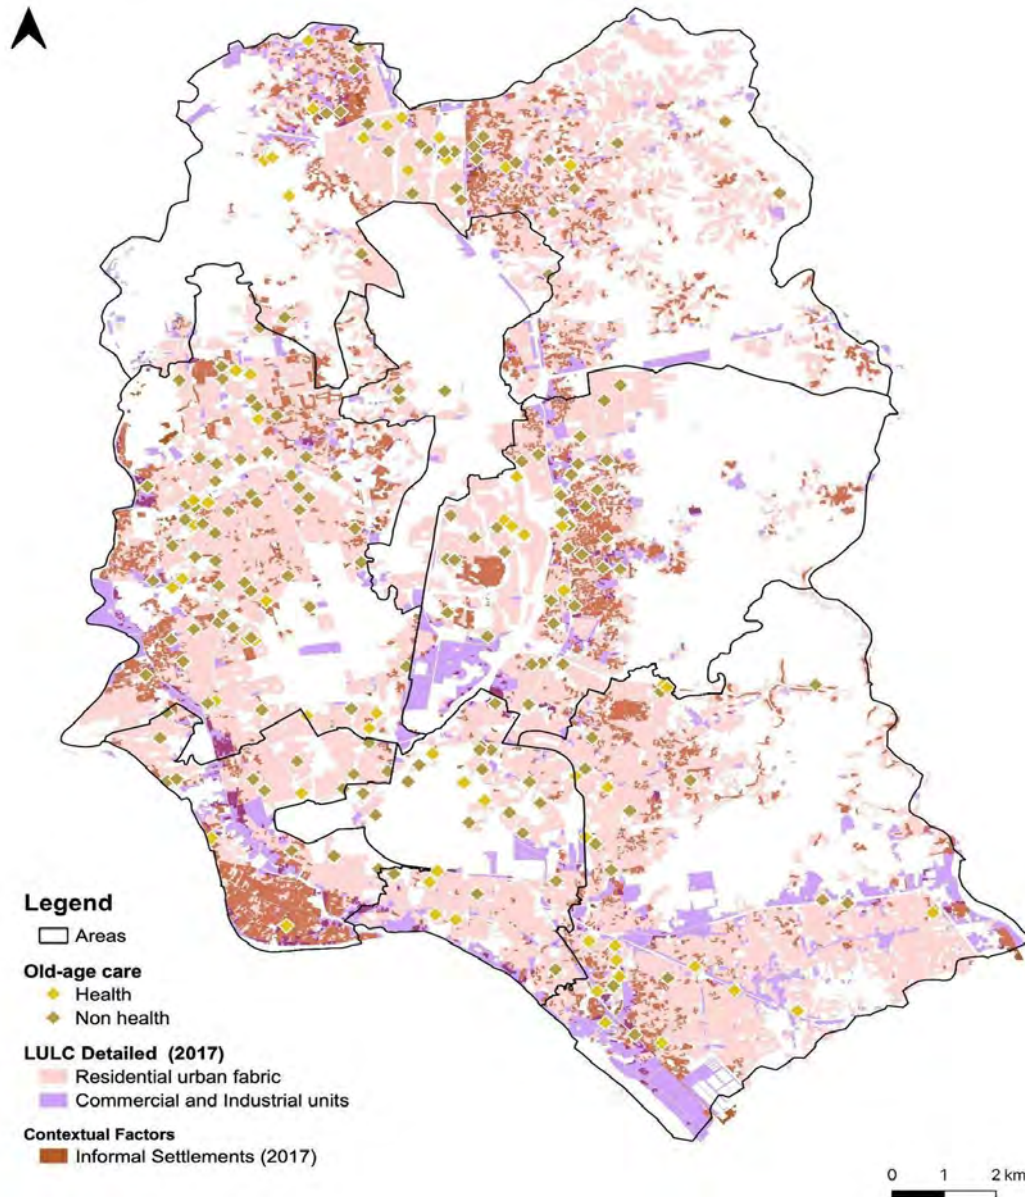 Legend
Areas
Old-age care
Health
Non health
LULC Detailed (2017)
Residential urban fabric
Commercial and Industrial units
Contextual Factors
Informal Settlements (2017)
0 1 2 km